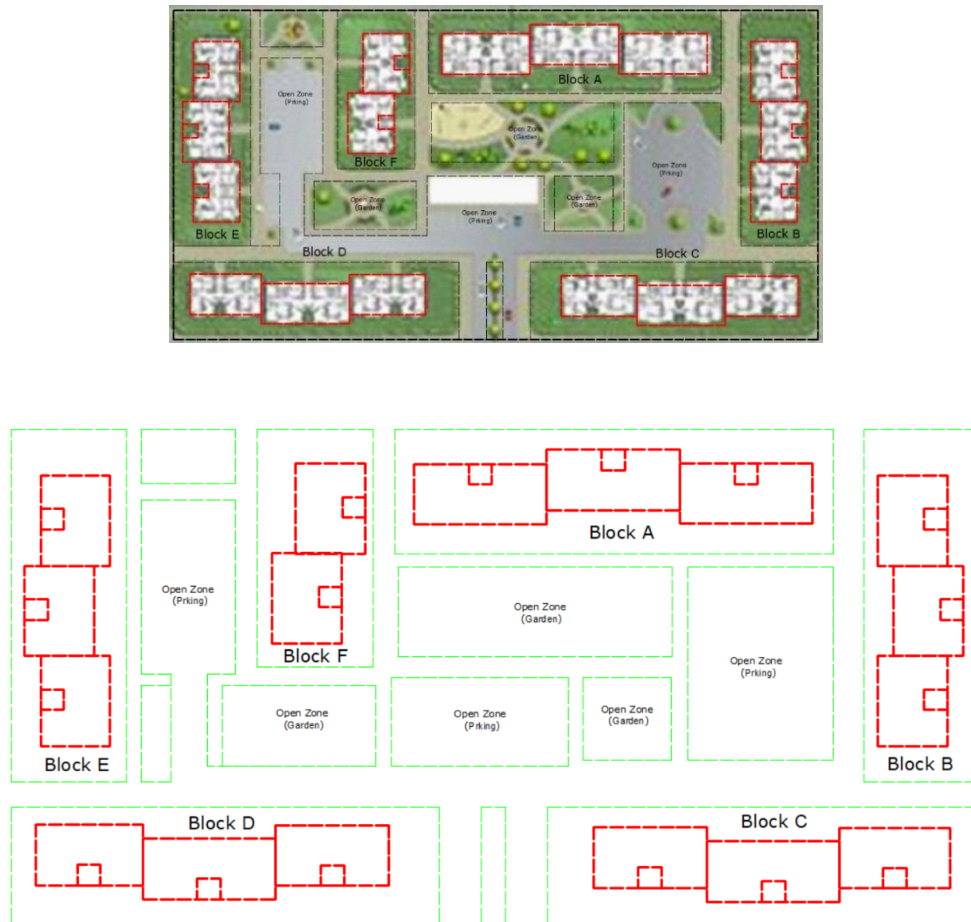 Block A
Open Zone
(Prking)
Open Zone
(Garden)
Block F
Open Zone
(Prking)
Open Zone
(Garden)
Open Zone
(Garden)
Open Zone
(Prking)
Block E
Block B
Block D
Block C
Block A
Open Zone
(Prking)
Open Zone
(Garden)
Block F
Open Zone
(Prking)
Open Zone
(Garden)
Open Zone
(Prking)
Open Zone
(Garden)
Block E
Block B
Block D
Block C